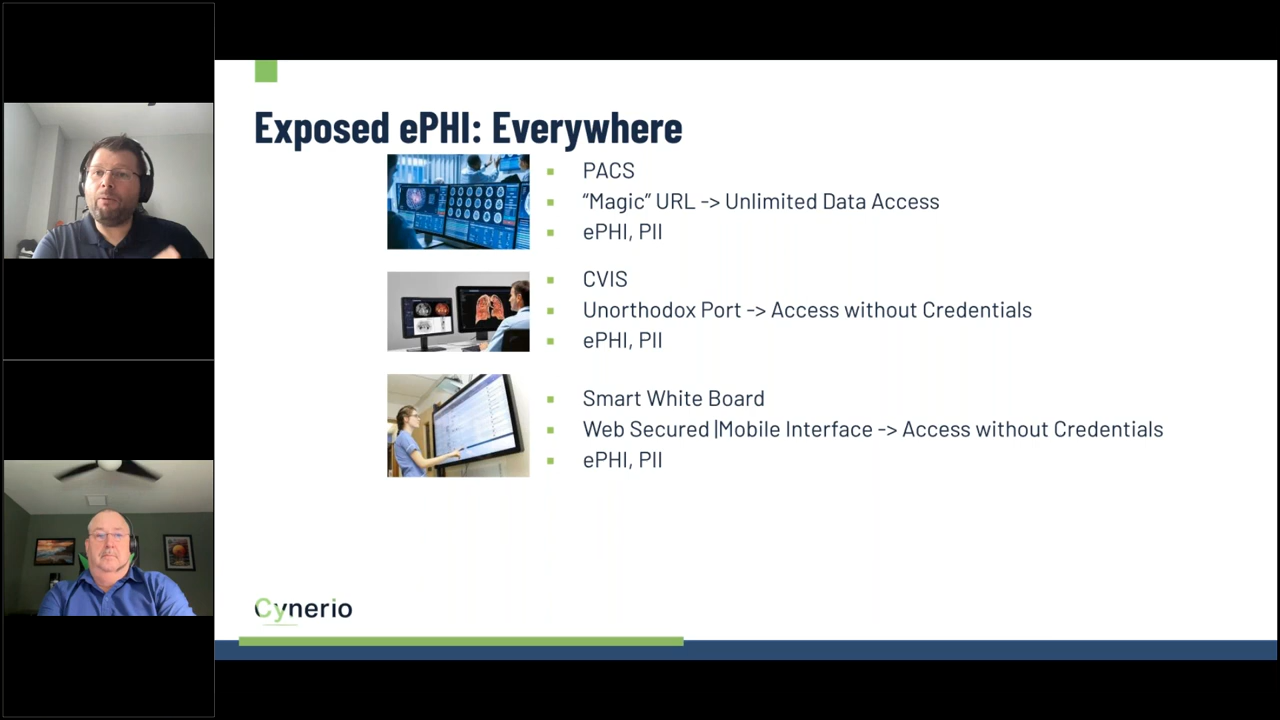 Exposed ePHI: Everywhere
PACS
“Magic” URL -> Unlimited Data Access
ePHI, PII
CVIS
Unorthodox Port -> Access without Credentials
ePHI, PII
Smart White Board
Web Secured |Mobile Interface -> Access without Credentials
ePHI, PII
Cynerio